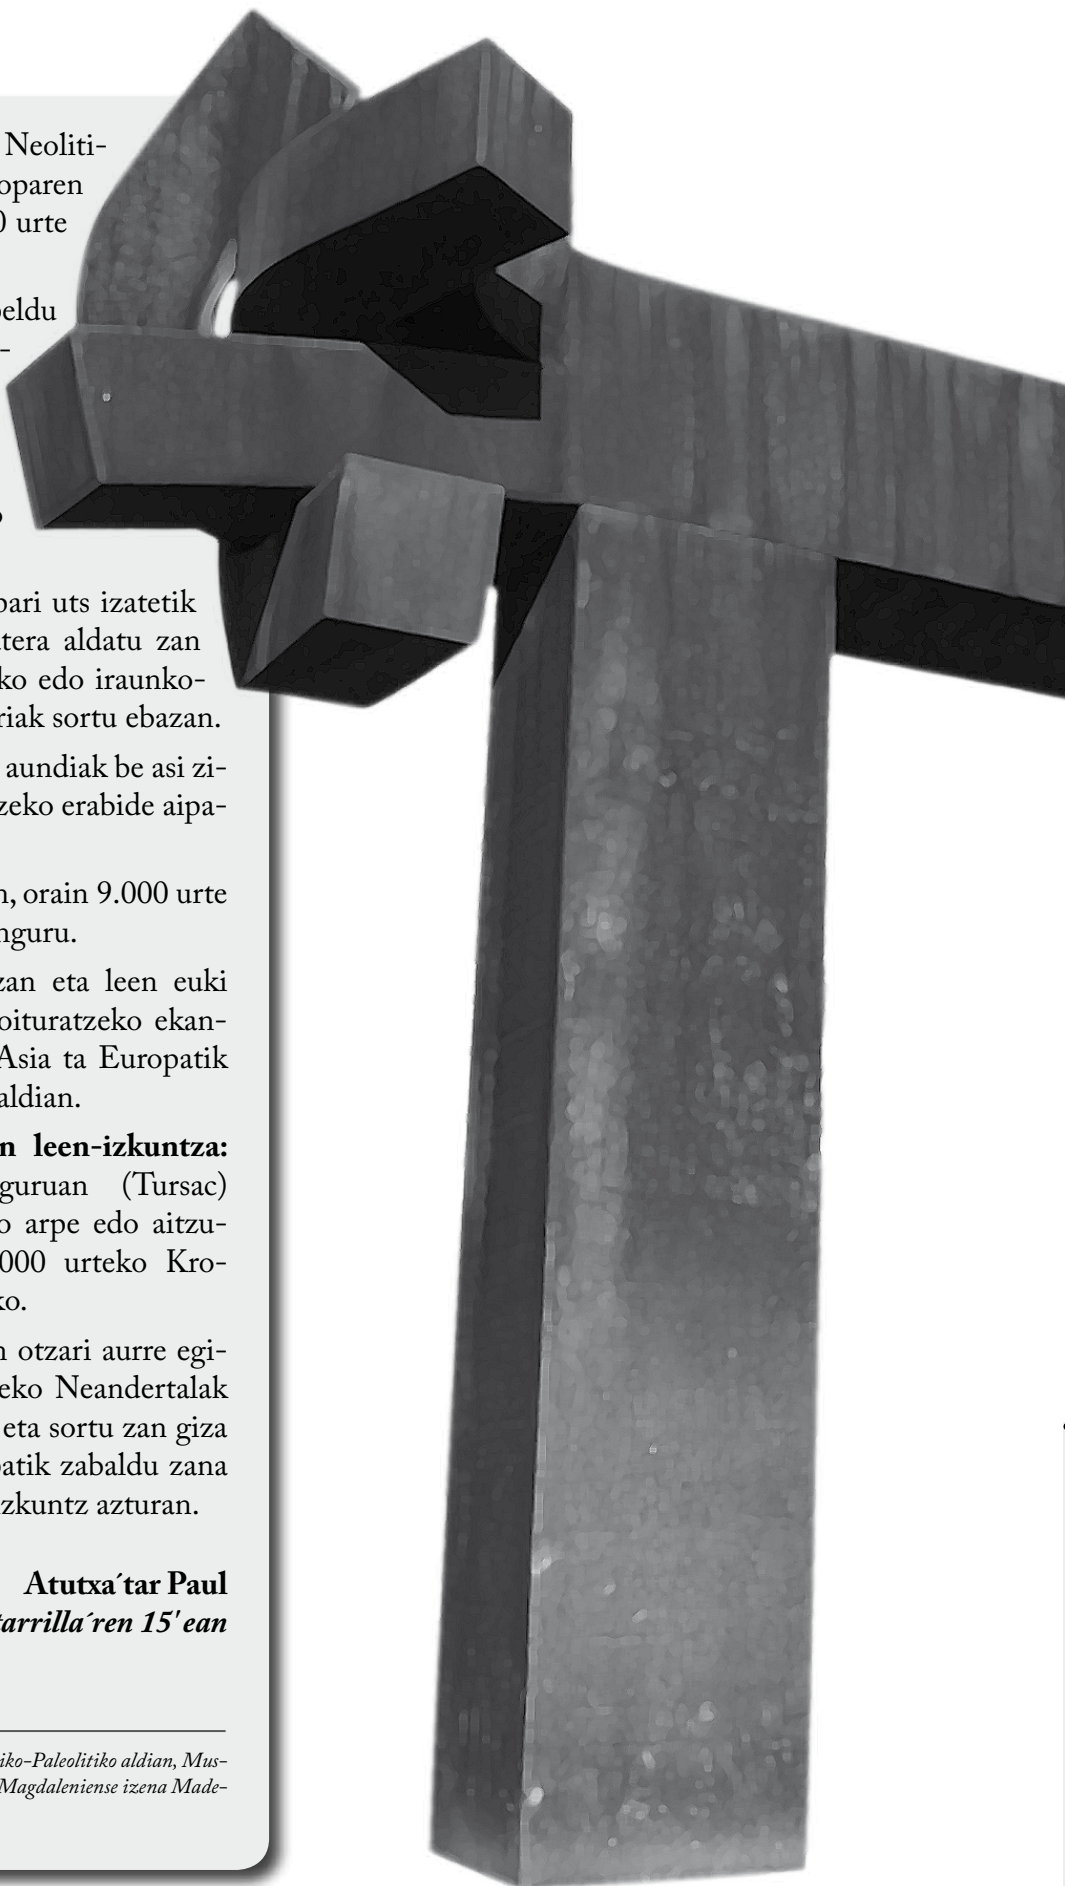 Neoliti-
oparen
0 urte
eldu
-
bari uts izatetik
tera aldatu zan
ko edo iraunko-
riak sortu ebazan.
aundiak be asi zi-
zeko erabide aipa-
n, orain 9.000 urte
nguru.
zan eta leen euki
oituratzeko ekan-
Asia ta Europatik
aldian.
n leen-izkuntza:
guruan (Tursac)
o arpe edo aitzu-
000 urteko Kro-
ko.
n otzari aurre egi-
eko Neandertalak
eta sortu zan giza
patik zabaldu zana
izkuntz azturan.
Atutxa´tar Paul
tarrilla´ren 15'ean
iko-Paleolitiko aldian, Mus-
Magdaleniense izena Made-